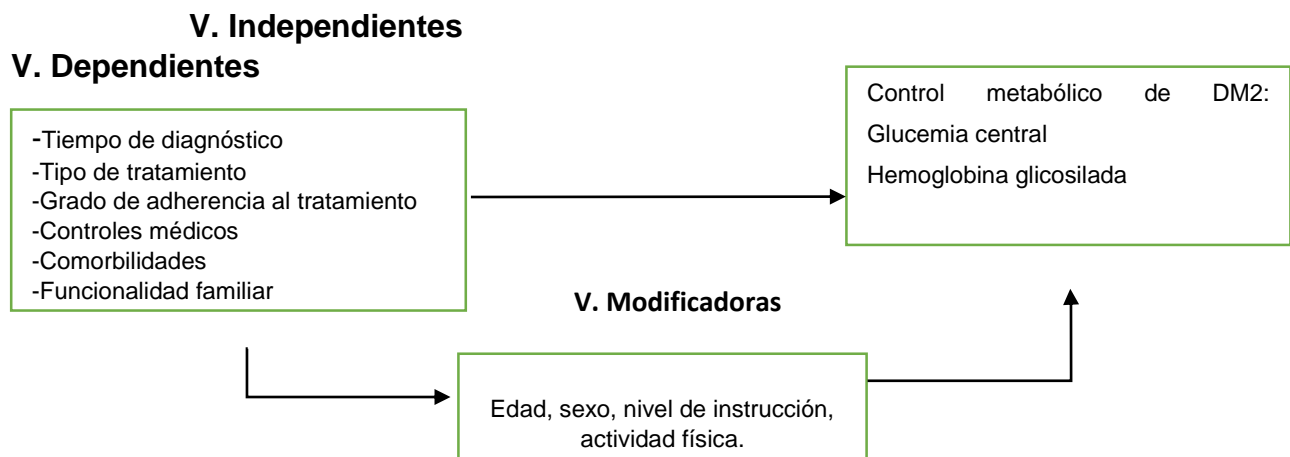 V. Independientes
V. Dependientes
-Tiempo de diagnóstico
-Tipo de tratamiento
-Grado de adherencia al tratamiento
-Controles médicos
-Comorbilidades
-Funcionalidad familiar
Control metabólico de DM2:
Glucemia central
Hemoglobina glicosilada
V. Modificadoras
Edad, sexo, nivel de instrucción,
actividad física.